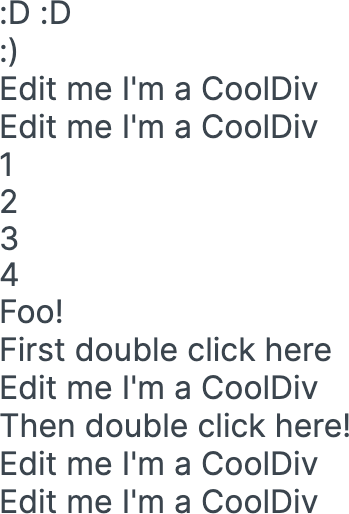 :D :D
:)
Edit me I'm a CoolDiv
Edit me I'm a CoolDiv
1
2
3
4
Foo!
First double click here
Edit me I'm a CoolDiv
Then double click here!
Edit me I'm a CoolDiv
Edit me I'm a CoolDiv